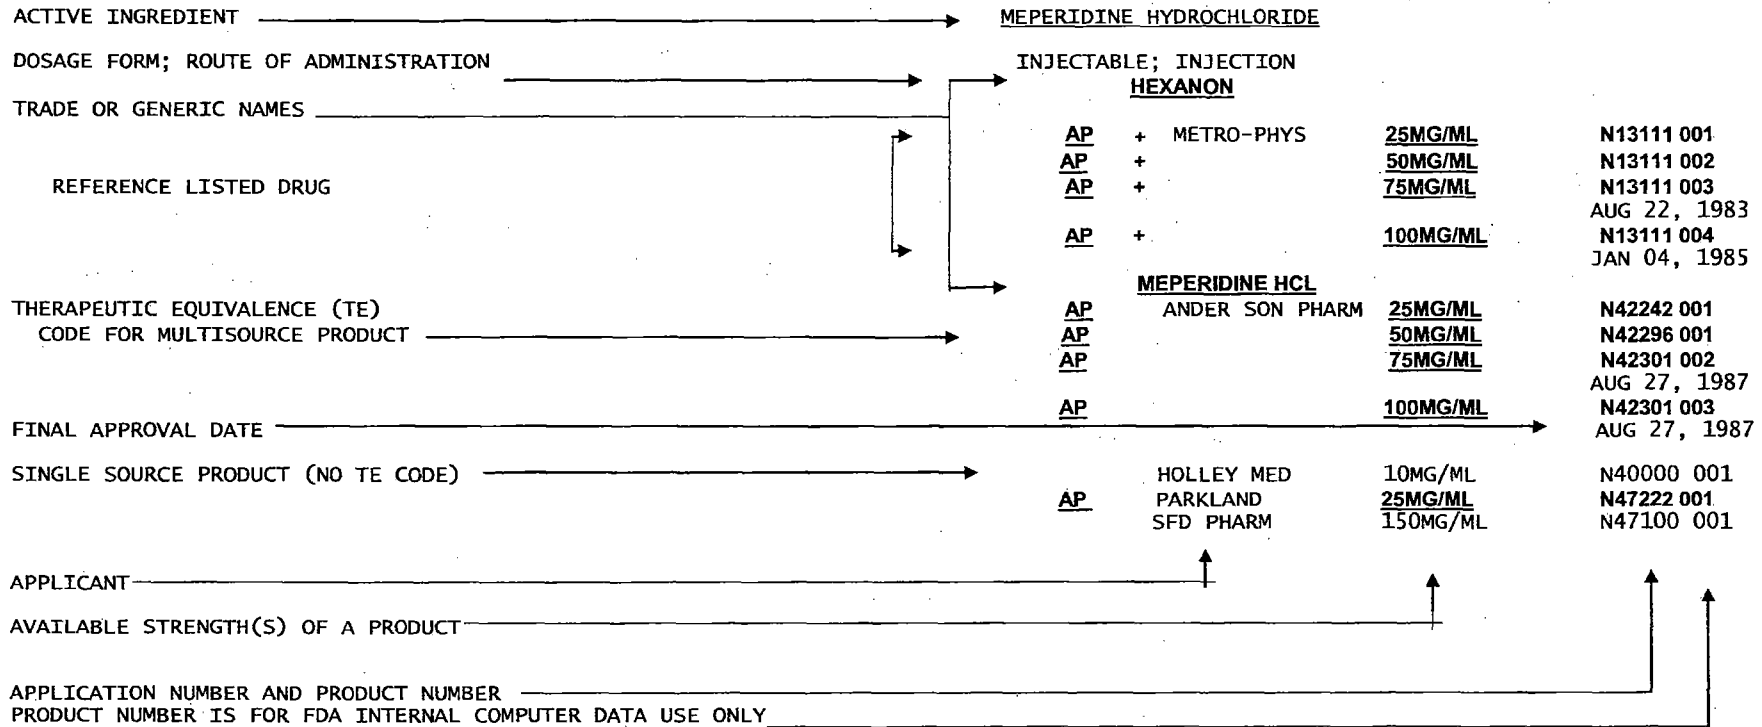 ACTIVE INGREDIENT MEPERIDINE HYDROCHLORIDE
DOSAGE FORM; ROUTE OF ADMINISTRATION INJECTABLE; INJECTION
HEXANON
TRADE OR GENERIC NAMES
AP + METRO-PHYS 25MG/ML N13111 001
AP + 50MG/ML N13111 002
REFERENCE LISTED DRUG AP + 75MG/ML N13111 003
AUG 22, 1983
AP + 100MG/ML N13111 004
JAN 04, 1985
MEPERIDINE HCL
THERAPEUTIC EQUIVALENCE (TE) AP ANDER SON PHARM 25MG/ML N42242 001
CODE FOR MULTISOURCE PRODUCT AP 50MG/ML N42296 001
AP 75MG/ML N42301 002
AUG 27, 1987
AP 100MG/ML N42301 003
FINAL APPROVAL DATE AUG 27, 1987
SINGLE SOURCE PRODUCT (NO TE CODE) HOLLEY MED 10MG/ML N40000 001
AP PARKLAND 25MG/ML N47222 001
SFD PHARM 150MG/ML N47100 001
APPLICANT
AVAILABLE STRENGTH(S) OF A PRODUCT
APPLICATION NUMBER AND PRODUCT NUMBER
PRODUCT NUMBER IS FOR FDA INTERNAL COMPUTER DATA USE ONLY